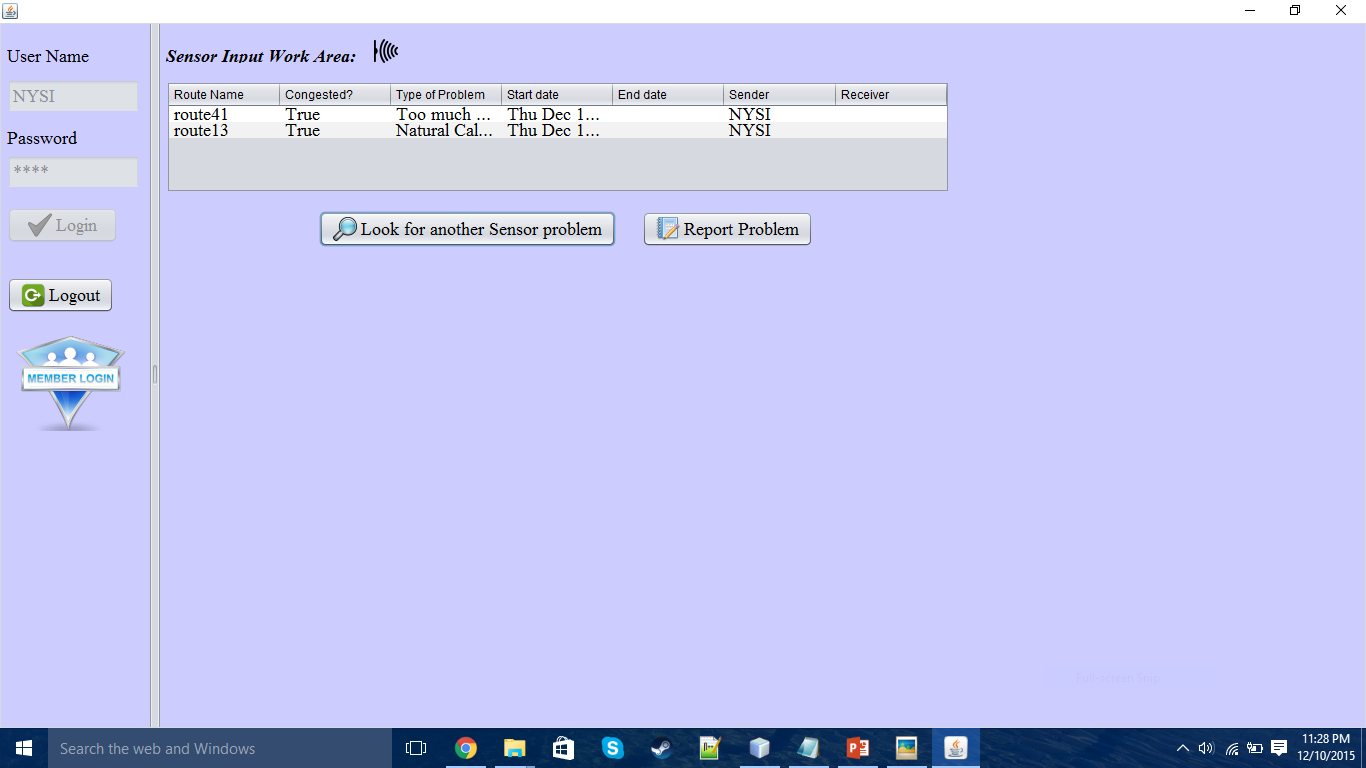 User Name
NYSI
Password
****
Login
Logout
MEMBER LOGIN
Sensor Input Work Area:
Route Name Congested? Type of Problem Start date End date Sender Receiver
route41 True Too much ... Thu Dec 1... NYSI
route13 True Natural Cal... Thu Dec 1... NYSI
Look for another Sensor problem Report Problem
Search the web and Windows
11:28 PM
12/10/2015